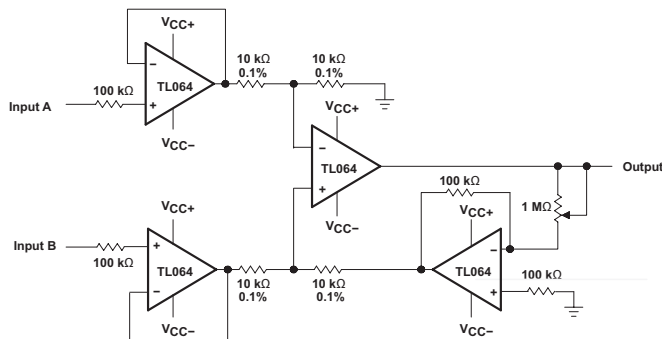 VCC+
10 kΩ
0.1%
10 kΩ
0.1%
−
TL064
100 kΩ
+
Input A
VCC−
VCC+
−
TL064
+
Output
VCC−
100 kΩ
1 MΩ
VCC+
VCC+
Input B
100 kΩ
+
TL064
−
VCC−
10 kΩ
0.1%
10 kΩ
0.1%
−
TL064
+
100 kΩ
VCC−